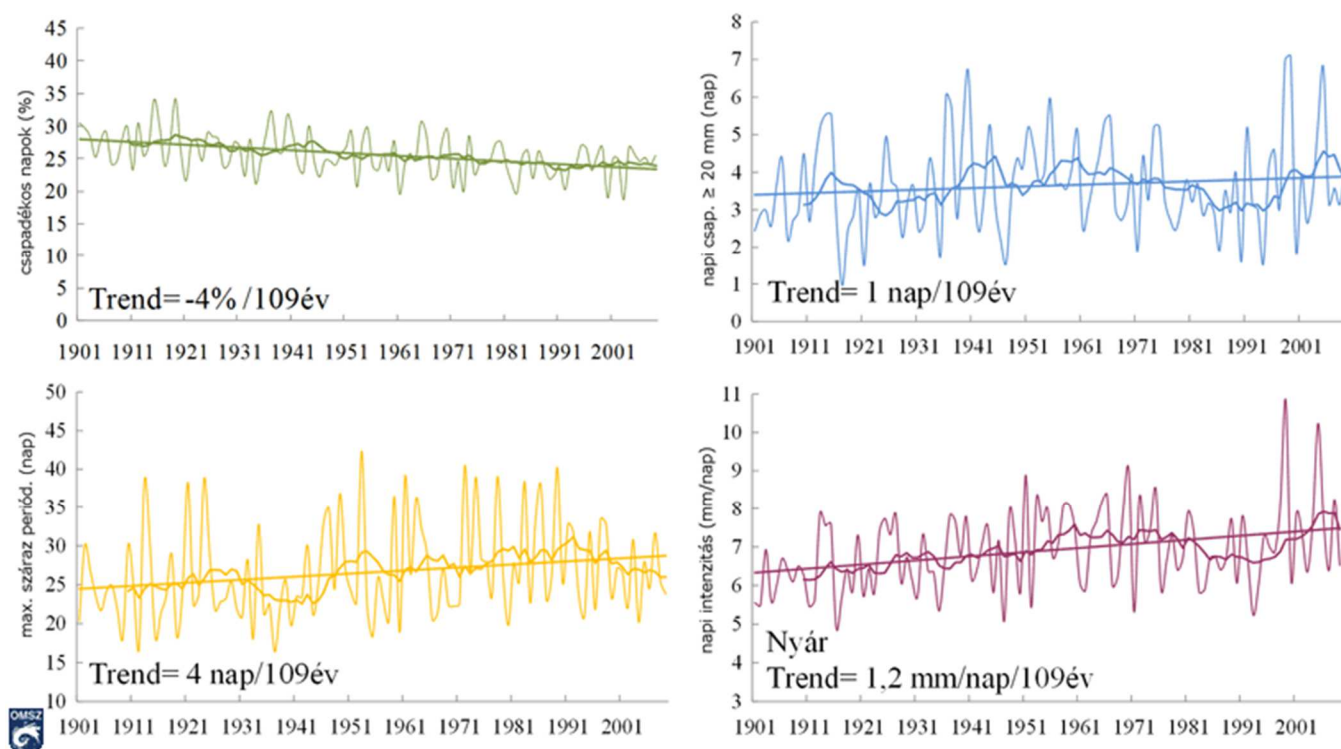 csapadékos napok (%)
45
40
35
30
25
20
15
10
5
0
Trend= -4% /109év
1901 1911 1921 1931 1941 1951 1961 1971 1981 1991 2001
napi csap. ≥ 20 mm (nap)
8
7
6
5
4
3
2
1
0
Trend= 1 nap/109év
1901 1911 1921 1931 1941 1951 1961 1971 1981 1991 2001
max. száraz periód. (nap)
50
45
40
35
30
25
20
15
10
Trend= 4 nap/109év
1901 1911 1921 1931 1941 1951 1961 1971 1981 1991 2001
OMSZ
napi intenzitás (mm/nap)
11
10
9
8
7
6
5
4
3
Nyár
Trend= 1,2 mm/nap/109év
1901 1911 1921 1931 1941 1951 1961 1971 1981 1991 2001